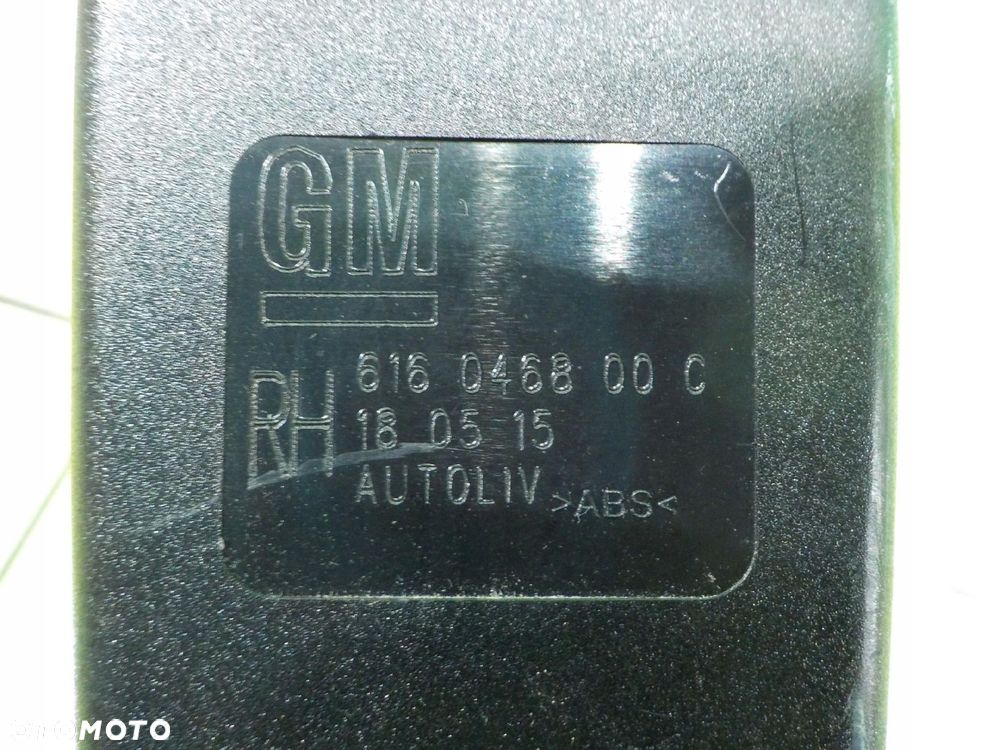 GM
RH
616 0468 00 C
18 05 15
AUTOLIV
>ABS<
OTOMOTO